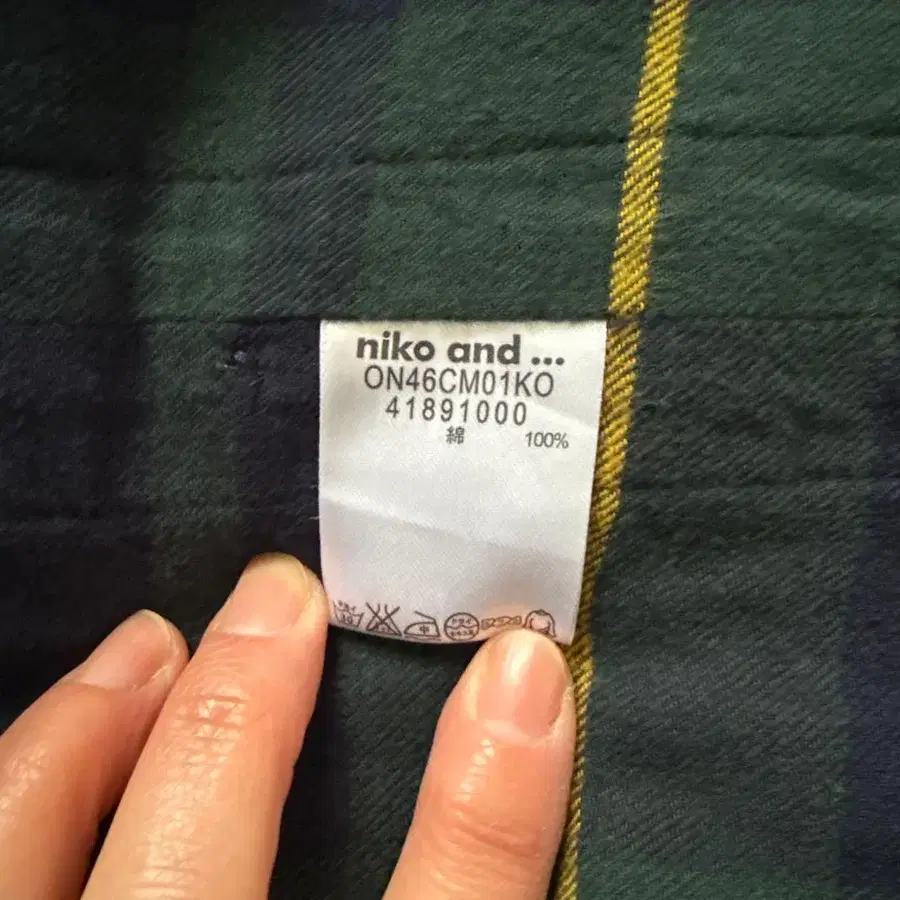 niko and ...
ON46CM01KO
41891000
綿 100%